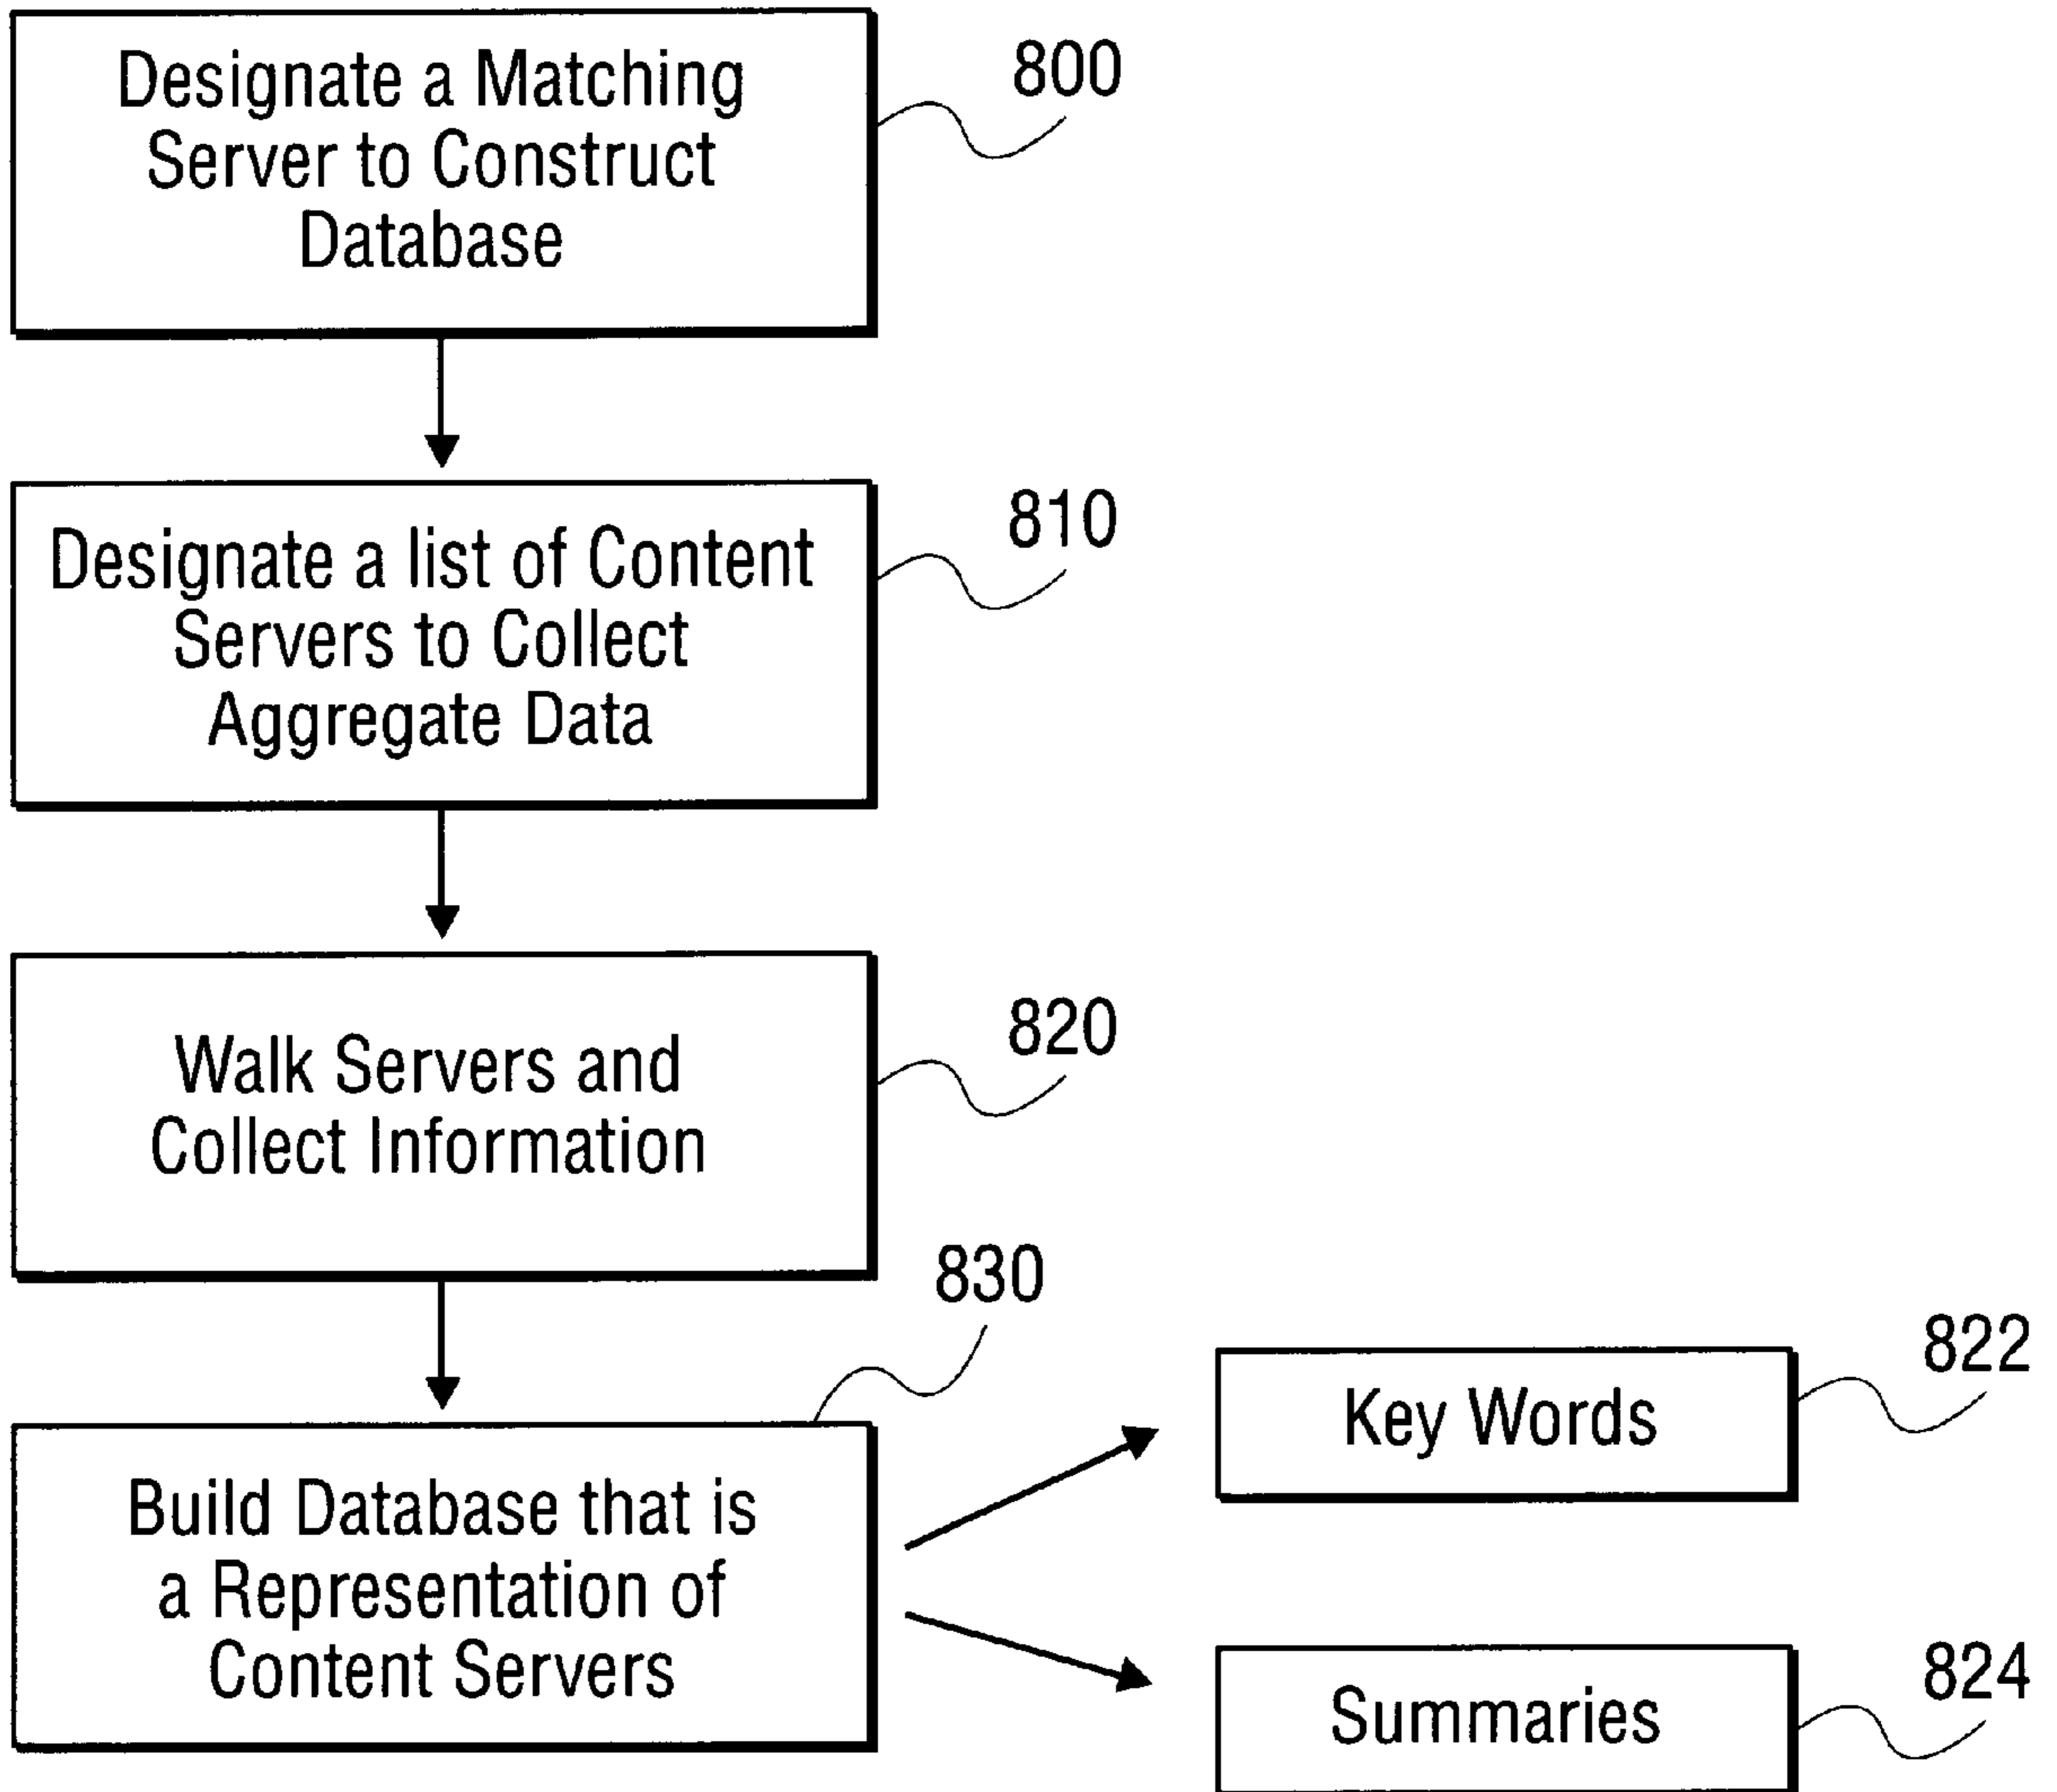 Designate a Matching
Server to Construct
Database
800
Designate a list of Content
Servers to Collect
Aggregate Data
810
Walk Servers and
Collect Information
820
830
Build Database that is
a Representation of
Content Servers
Key Words
822
Summaries
824